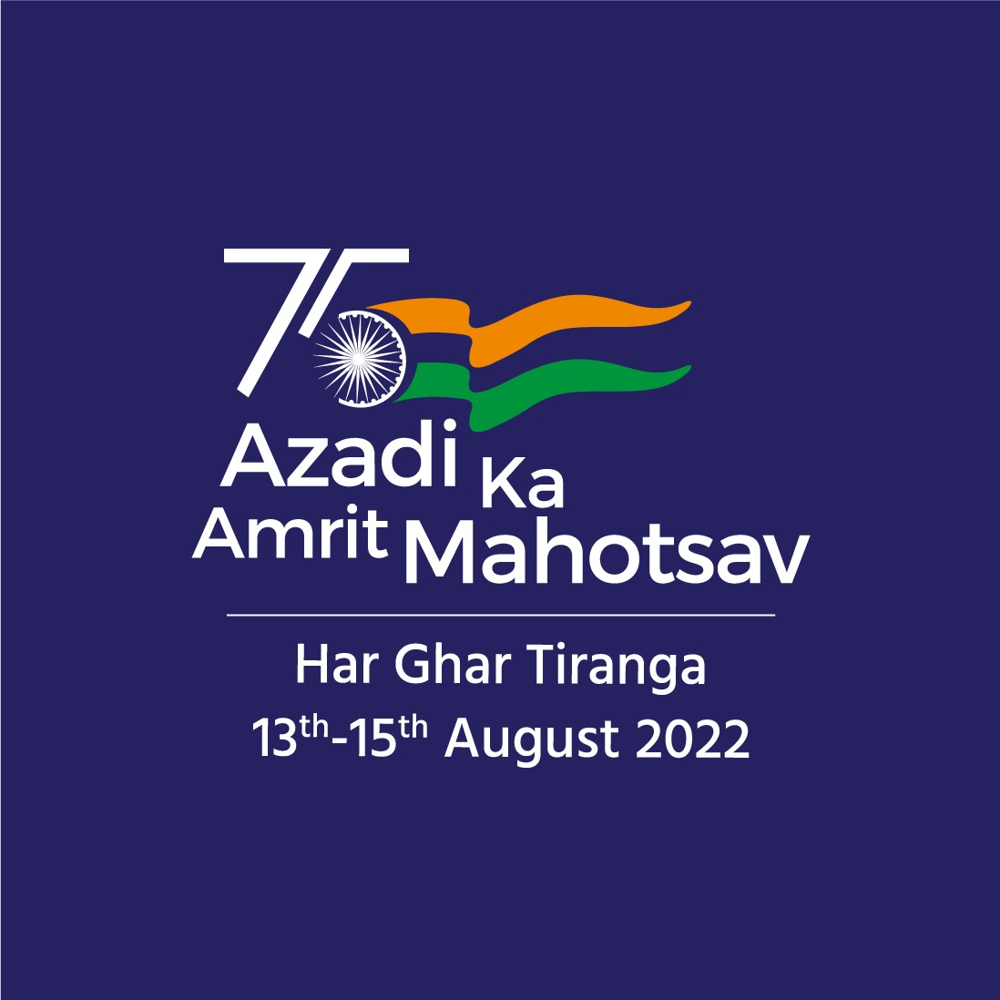 75
Azadi Ka
Amrit Mahotsav
Har Ghar Tiranga
13th-15th August 2022